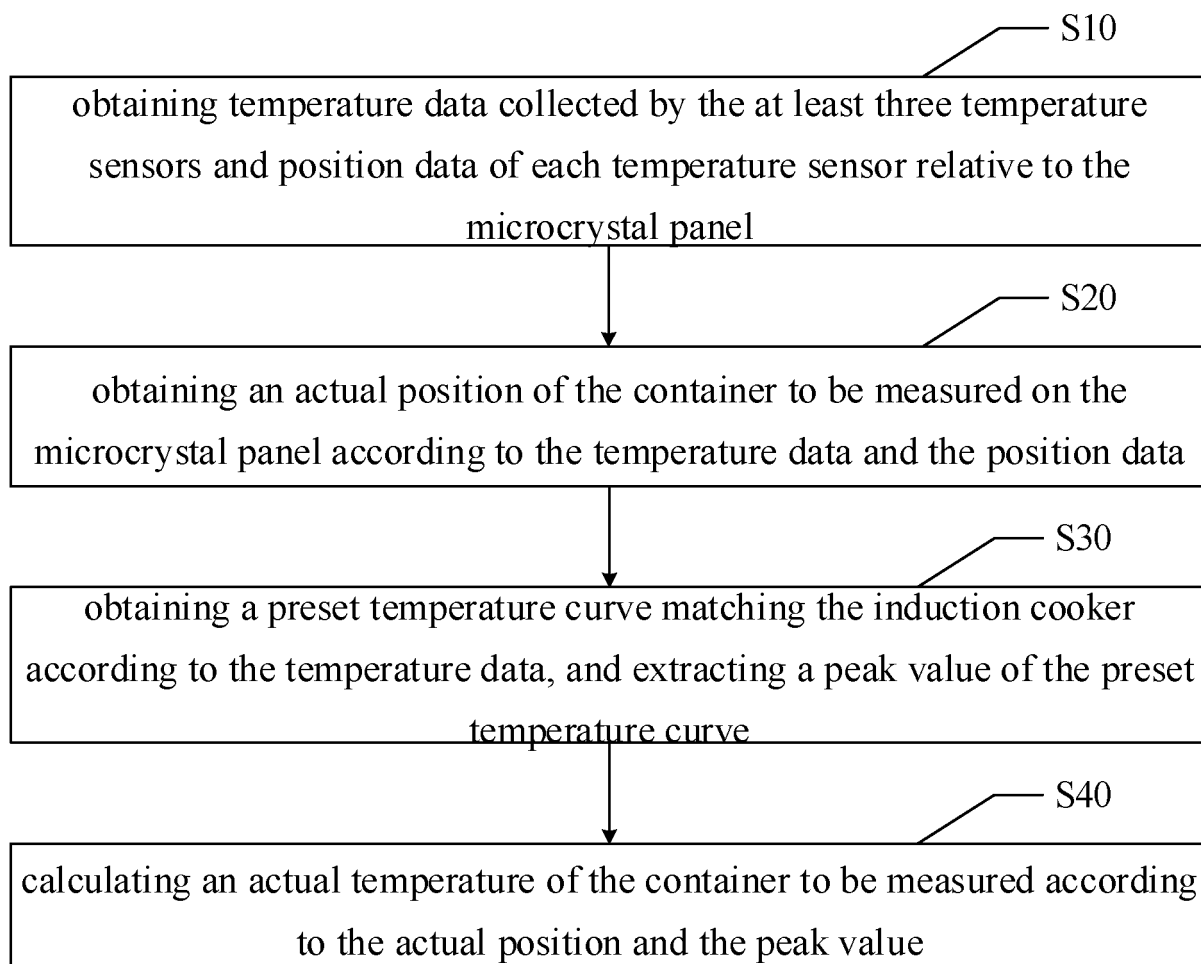 S10
obtaining temperature data collected by the at least three temperature
sensors and position data of each temperature sensor relative to the
microcrystal panel
S20
obtaining an actual position of the container to be measured on the
microcrystal panel according to the temperature data and the position data
S30
obtaining a preset temperature curve matching the induction cooker
according to the temperature data, and extracting a peak value of the preset
temperature curve
S40
calculating an actual temperature of the container to be measured according
to the actual position and the peak value